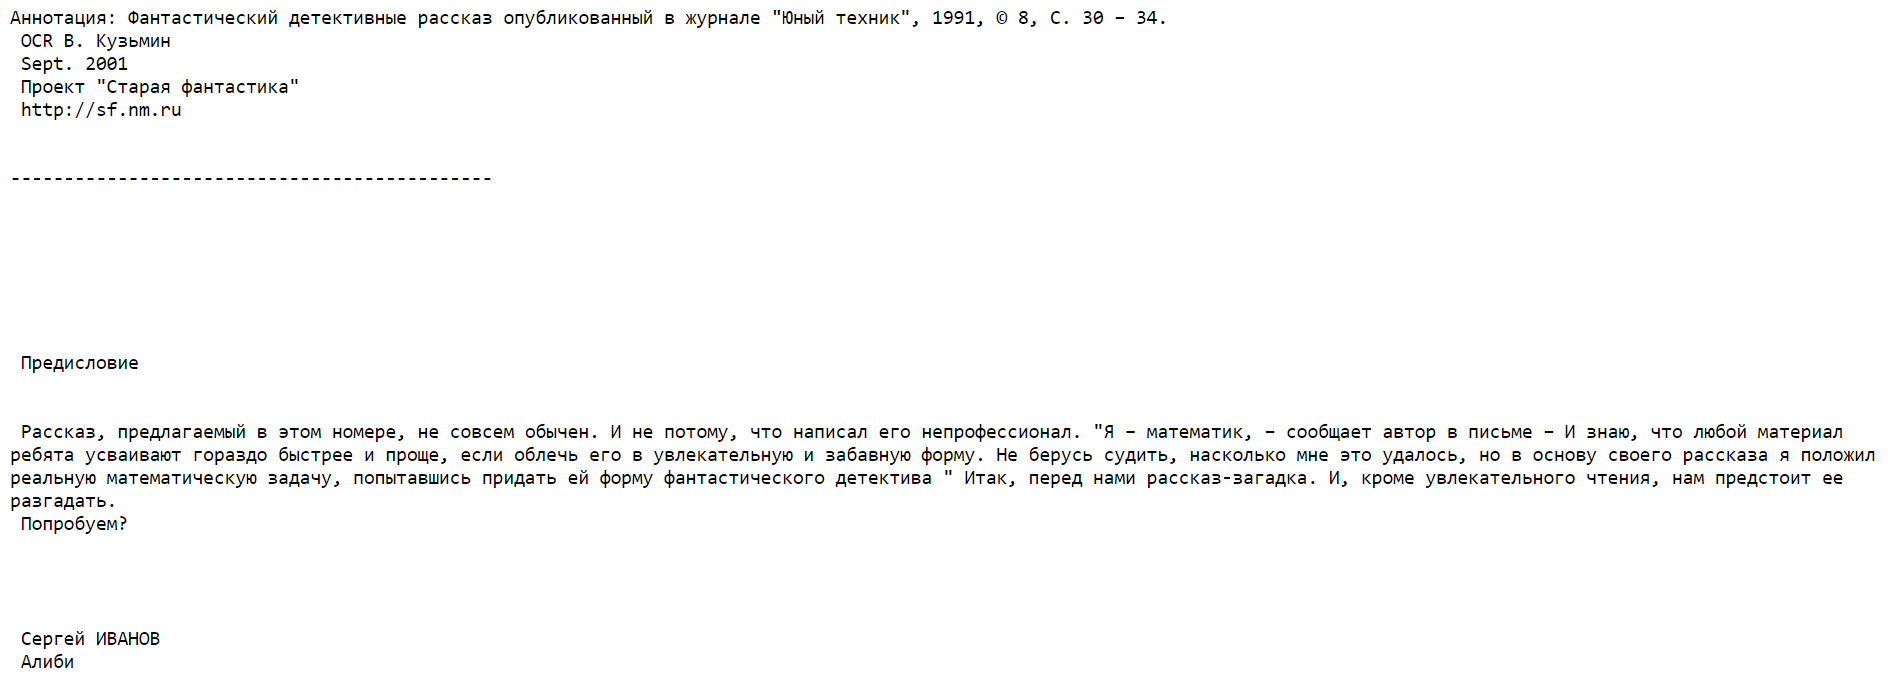 Аннотация: Фантастический детективные рассказ опубликованный в журнале "Юный техник", 1991, © 8, С. 30 – 34.
OCR В. Кузьмин
Sept. 2001
Проект "Старая фантастика"
http://sf.nm.ru
---------------------------------------------
Предисловие
Рассказ, предлагаемый в этом номере, не совсем обычен. И не потому, что написал его непрофессионал. "Я – математик, – сообщает автор в письме – И знаю, что любой материал
ребята усваивают гораздо быстрее и проще, если облечь его в увлекательную и забавную форму. Не берусь судить, насколько мне это удалось, но в основу своего рассказа я положил
реальную математическую задачу, попытавшись придать ей форму фантастического детектива " Итак, перед нами рассказ-загадка. И, кроме увлекательного чтения, нам предстоит ее
разгадать.
Попробуем?
Сергей ИВАНОВ
Алиби